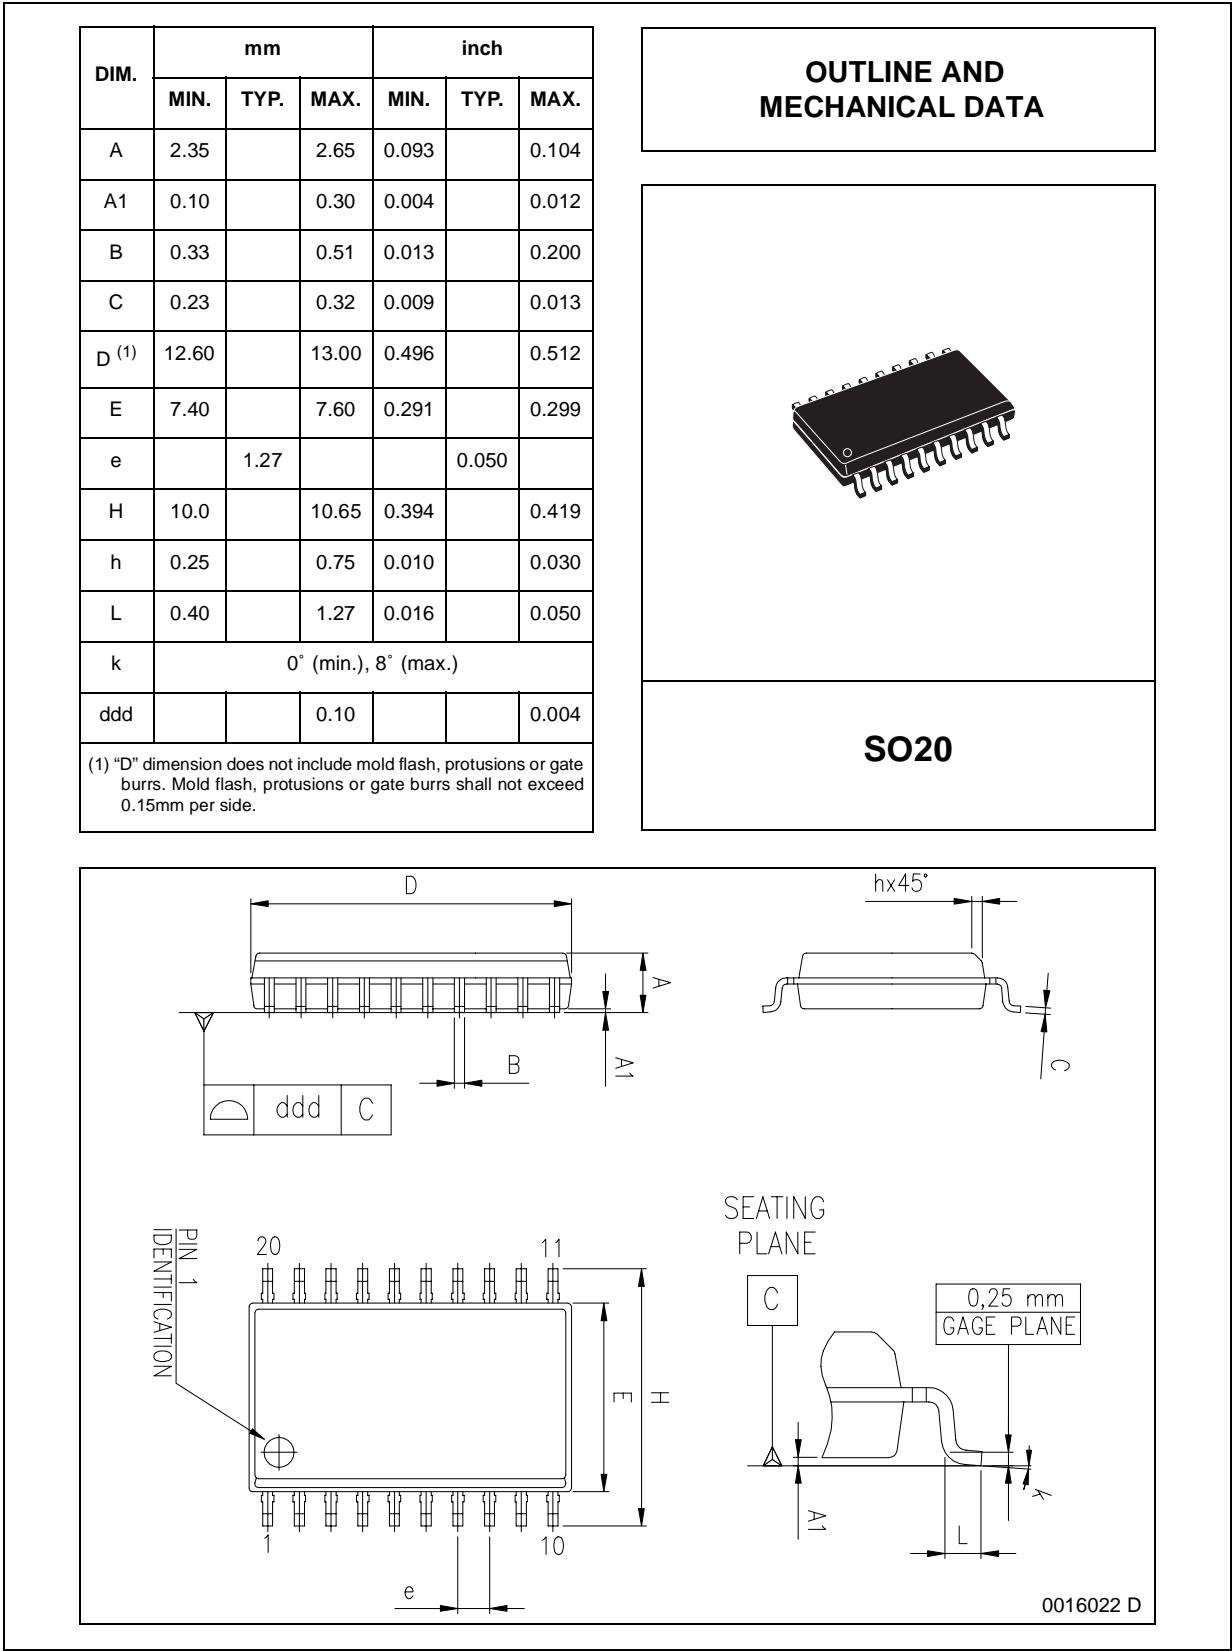 DIM. mm inch
MIN. TYP. MAX. MIN. TYP. MAX.
A 2.35 2.65 0.093 0.104
A1 0.10 0.30 0.004 0.012
B 0.33 0.51 0.013 0.200
C 0.23 0.32 0.009 0.013
D (1) 12.60 13.00 0.496 0.512
E 7.40 7.60 0.291 0.299
e 1.27 0.050
H 10.0 10.65 0.394 0.419
h 0.25 0.75 0.010 0.030
L 0.40 1.27 0.016 0.050
k 0˚ (min.), 8˚ (max.)
ddd 0.10 0.004
(1) “D” dimension does not include mold flash, protusions or gate
burrs. Mold flash, protusions or gate burrs shall not exceed
0.15mm per side.
OUTLINE AND
MECHANICAL DATA
SO20
D
A
A1
B
ddd C
hx45°
C
PIN 1
IDENTIFICATION
20 11
E
H
1 10
e
SEATING
PLANE
C
0,25 mm
GAGE PLANE
A1
L
k
0016022 D